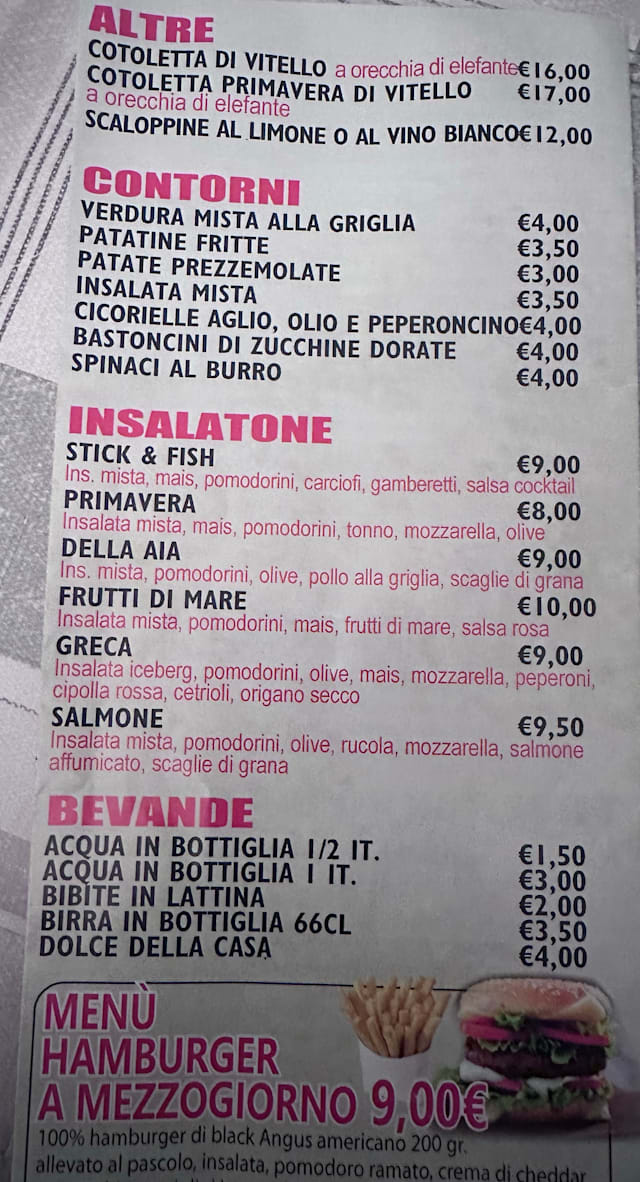 ALTRE
COTOLETTA DI VITELLO a orecchia di elefante €16,00
COTOLETTA PRIMAVERA DI VITELLO €17,00
a orecchia di elefante
SCALOPPINE AL LIMONE O AL VINO BIANCO €12,00
CONTORNI
VERDURA MISTA ALLA GRIGLIA €4,00
PATATINE FRITTE €3,50
PATATE PREZZEMOLATE €3,00
INSALATA MISTA €3,50
CICORIELLE AGLIO, OLIO E PEPERONCINO €4,00
BASTONCINI DI ZUCCHINE DORATE €4,00
SPINACI AL BURRO €4,00
INSALATONE
STICK & FISH €9,00
Ins. mista, mais, pomodorini, carciofi, gamberetti, salsa cocktail
PRIMAVERA €8,00
Insalata mista, mais, pomodorini, tonno, mozzarella, olive
DELLA AIA €9,00
Ins. mista, pomodorini, olive, pollo alla griglia, scaglie di grana
FRUTTI DI MARE €10,00
Insalata mista, pomodorini, mais, frutti di mare, salsa rosa
GRECA €9,00
Insalata iceberg, pomodorini, olive, mais, mozzarella, peperoni,
cipolla rossa, cetrioli, origano secco
SALMONE €9,50
Insalata mista, pomodorini, olive, rucola, mozzarella, salmone
affumicato, scaglie di grana
BEVANDE
ACQUA IN BOTTIGLIA 1/2 lT. €1,50
ACQUA IN BOTTIGLIA 1 lT. €3,00
BIBITE IN LATTINA €2,00
BIRRA IN BOTTIGLIA 66CL €3,50
DOLCE DELLA CASA €4,00
MENÙ
HAMBURGER
A MEZZOGIORNO 9,00€
100% hamburger di black Angus americano 200 gr.
allevato al pascolo, insalata, pomodoro ramato, crema di cheddar